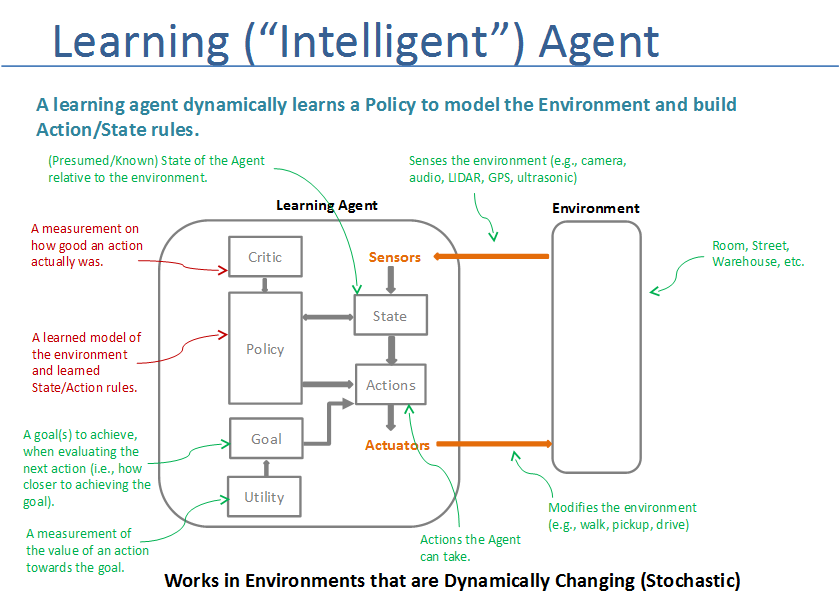 Learning (“Intelligent”) Agent
A learning agent dynamically learns a Policy to model the Environment and build
Action/State rules.
(Presumed/Known) State of the Agent
relative to the environment.
Senses the environment (e.g., camera,
audio, LIDAR, GPS, ultrasonic)
Learning Agent
Environment
A measurement on
how good an action
actually was.
Critic
Sensors
Room, Street,
Warehouse, etc.
State
A learned model of
the environment
and learned
State/Action rules.
Policy
Actions
A goal(s) to achieve,
when evaluating the
next action (i.e., how
closer to achieving the
goal).
Goal
Actuators
Utility
A measurement of
the value of an action
towards the goal.
Modifies the environment
(e.g., walk, pickup, drive)
Actions the Agent
can take.
Works in Environments that are Dynamically Changing (Stochastic)